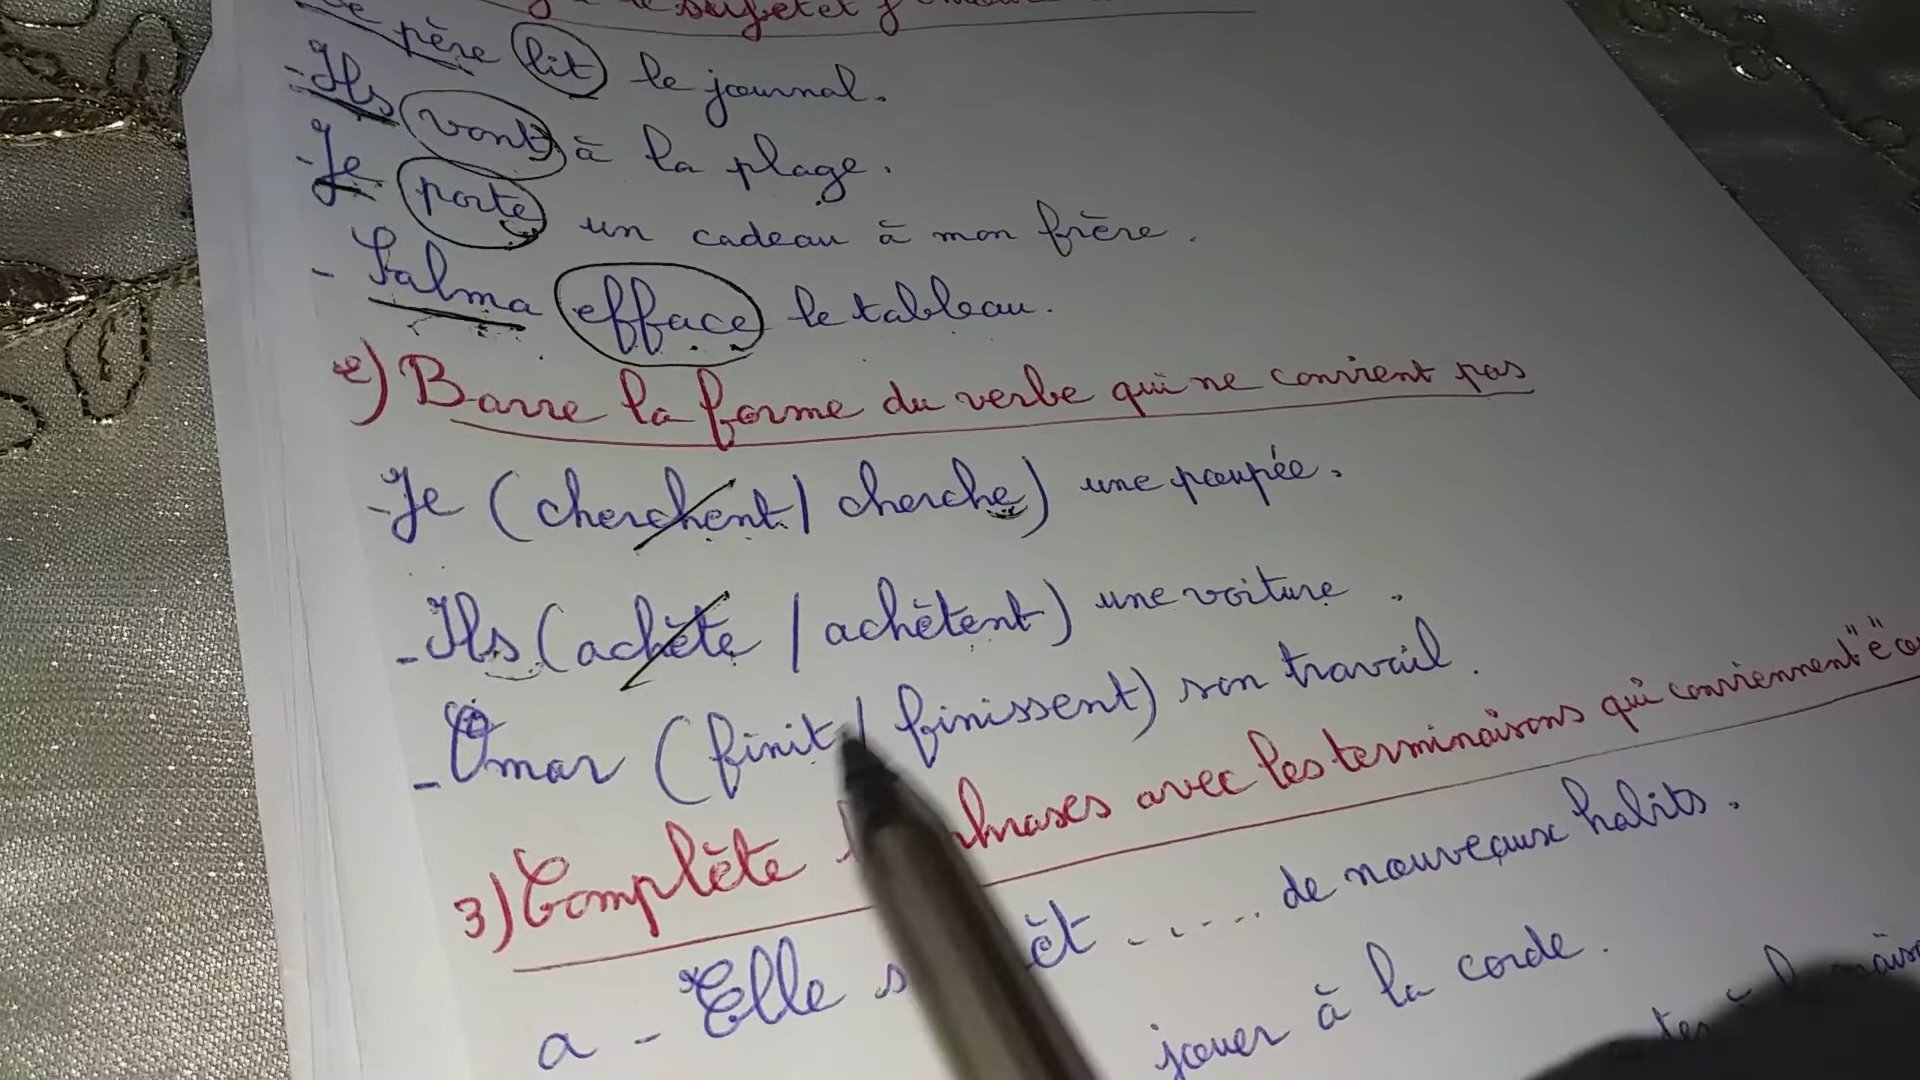 le sujet et
père lit le journal.
- Ils vont à la plage.
- Je porte un cadeau à mon frère.
- Salma efface le tableau.
2) Barre la forme du verbe qui ne convient pas
- Je (cherchent / cherche) une poupée.
- Ils (achète / achètent) une voiture.
- Omar (finit / finissent) son travail.
3) Complète phrases avec les terminaisons qui conviennent "e"
a - Elle de nouveaux habits.
jouer à la corde.